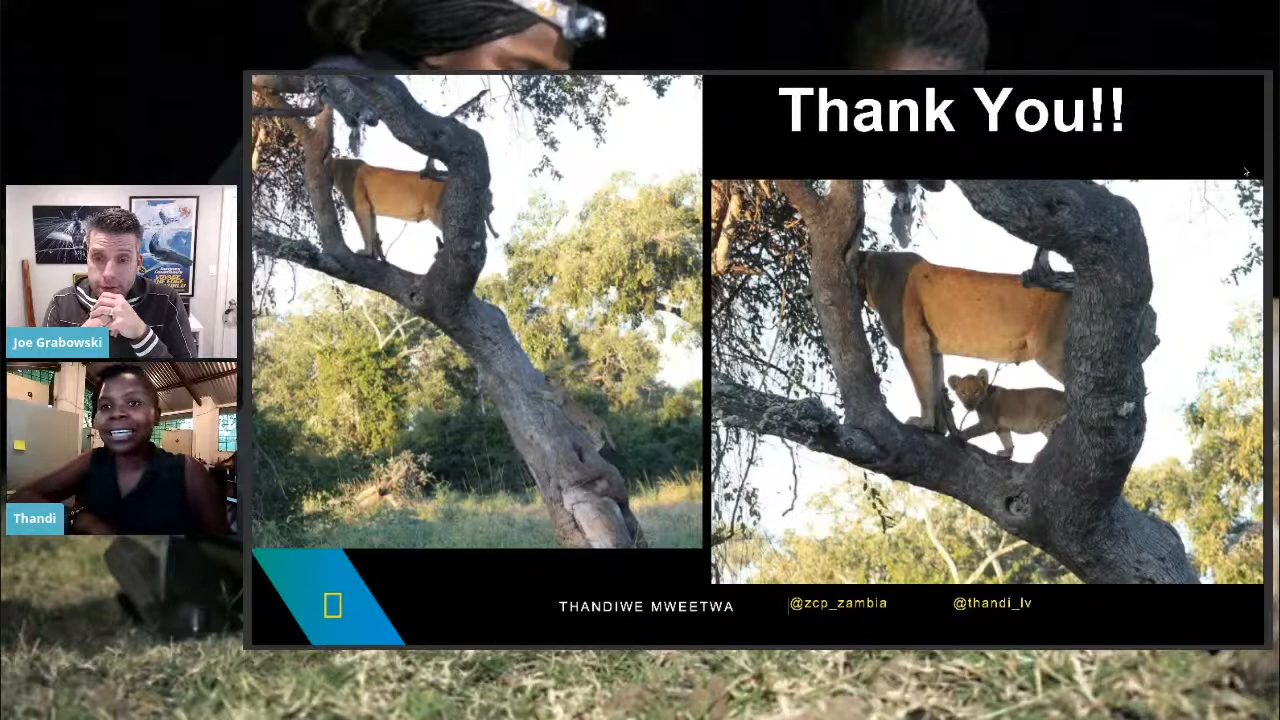 Thank You!!
Joe Grabowski
Thandi
THANDIWE MWEETWA
@zcp_zambia
@thandi_lv